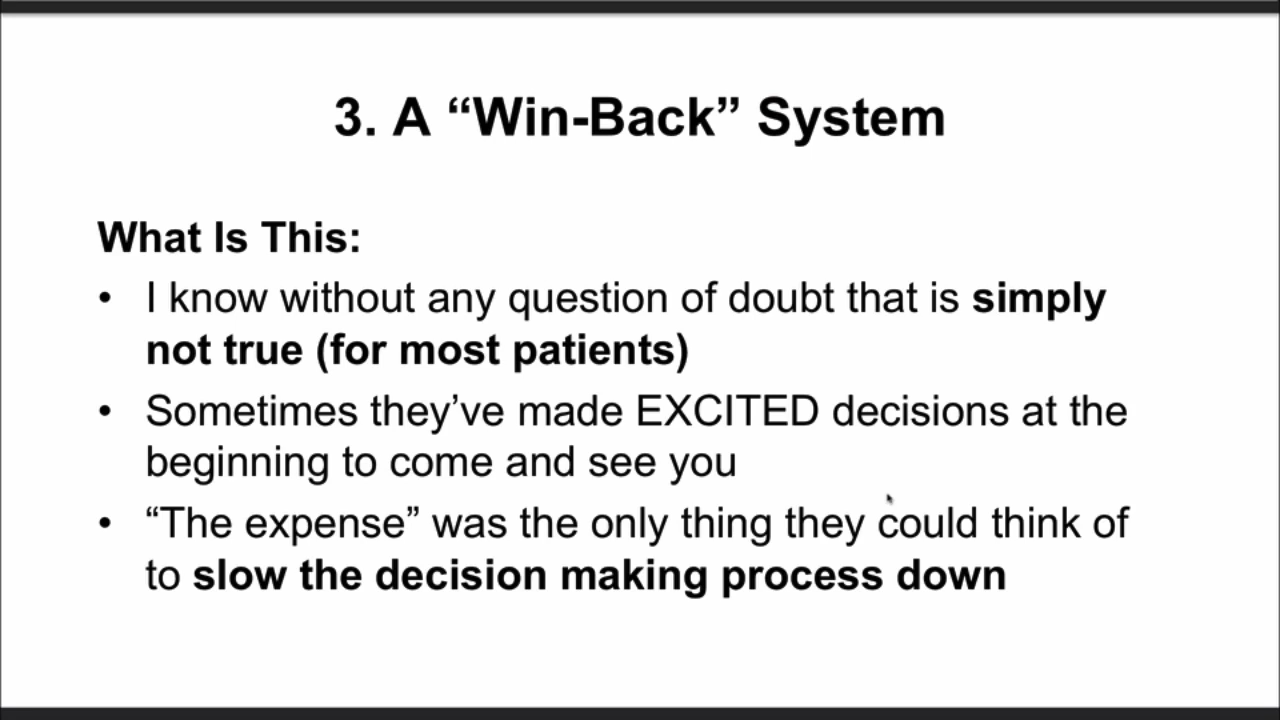 3. A “Win-Back” System
What Is This:
• I know without any question of doubt that is simply
not true (for most patients)
• Sometimes they’ve made EXCITED decisions at the
beginning to come and see you
• “The expense” was the only thing they could think of
to slow the decision making process down